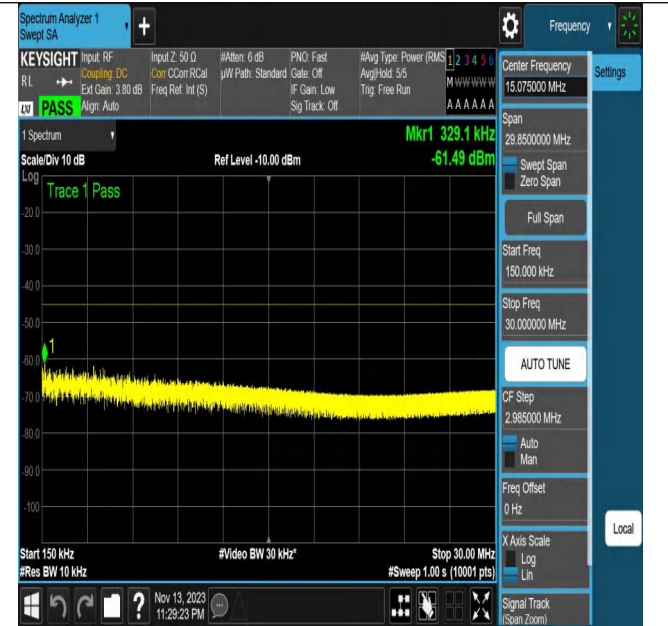 Spectrum Analyzer 1
Swept SA
+
Frequency
KEYSIGHT
RL
LXI
PASS
Input: RF
Coupling: DC
Ext Gain: 3.80 dB
Align: Auto
Input Z: 50 Ω
Corr CCorr RCal
Freq Ref: Int (S)
#Atten: 6 dB
µW Path: Standard
PNO: Fast
Gate: Off
IF Gain: Low
Sig Track: Off
#Avg Type: Power (RMS
Avg|Hold: 5/5
Trig: Free Run
1 2 3 4 5 6
M W W W W W
A A A A A A
1 Spectrum
Scale/Div 10 dB
Ref Level -10.00 dBm
Mkr1 329.1 kHz
-61.49 dBm
Log
Trace 1 Pass
-20.0
-30.0
-40.0
-50.0
-60.0
-70.0
-80.0
-90.0
-100
1
Start 150 kHz
#Video BW 30 kHz*
Stop 30.00 MHz
#Res BW 10 kHz
#Sweep 1.00 s (10001 pts)
Center Frequency
15.075000 MHz
Settings
Span
29.8500000 MHz
Swept Span
Zero Span
Full Span
Start Freq
150.000 kHz
Stop Freq
30.000000 MHz
AUTO TUNE
CF Step
2.985000 MHz
Auto
Man
Freq Offset
0 Hz
X Axis Scale
Log
Lin
Local
Signal Track
(Span Zoom)
?
Nov 13, 2023
11:29:23 PM